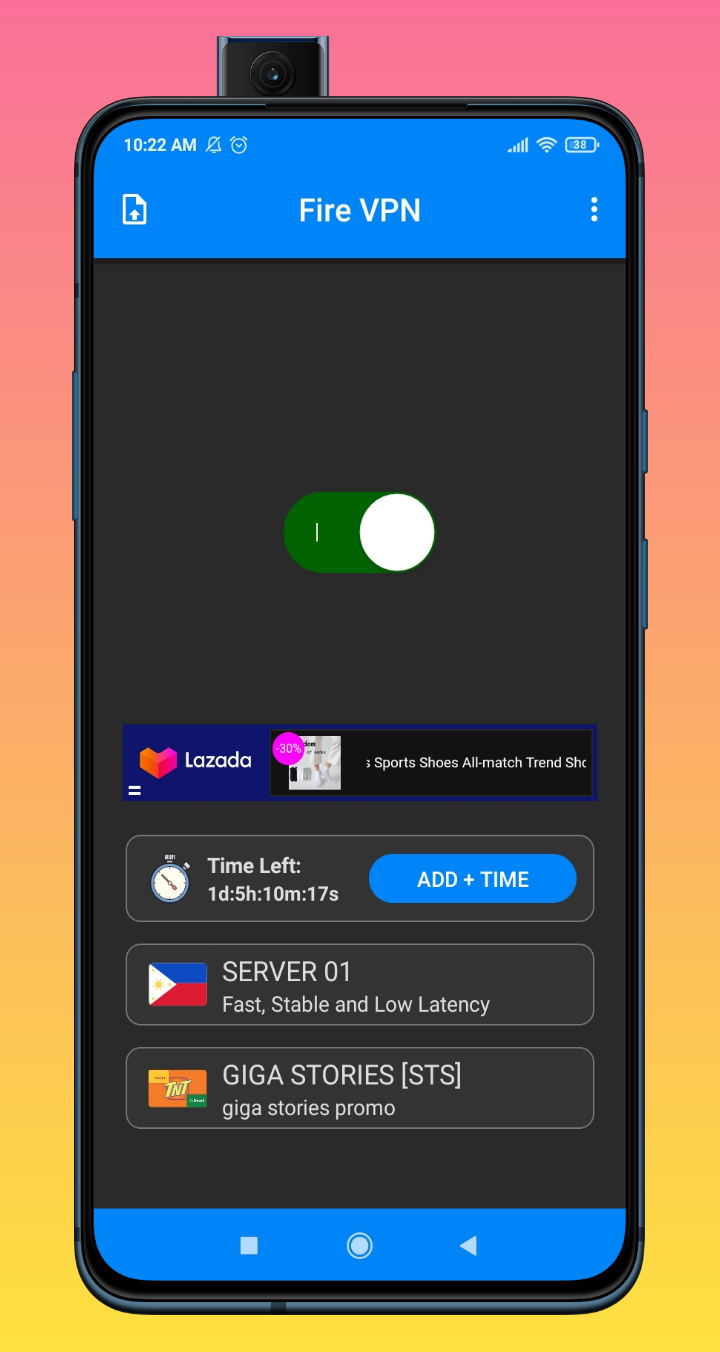 10:22 AM
38
Fire VPN
Lazada
-30%
s Sports Shoes All-match Trend Sho
Time Left:
1d:5h:10m:17s
ADD + TIME
SERVER 01
Fast, Stable and Low Latency
TNT
GIGA STORIES [STS]
giga stories promo